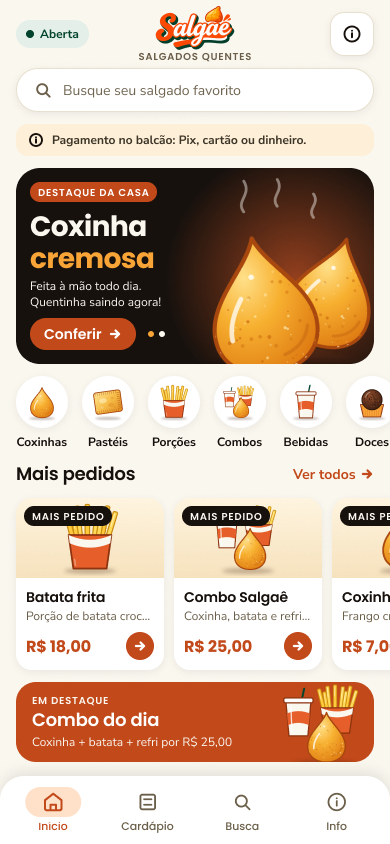 Aberta
Salgaê
SALGADOS QUENTES
Busque seu salgado favorito
Pagamento no balcão: Pix, cartão ou dinheiro.
DESTAQUE DA CASA
Coxinha
cremosa
Feita à mão todo dia.
Quentinha saindo agora!
Conferir
Coxinhas
Pastéis
Porções
Combos
Bebidas
Doces
Mais pedidos
Ver todos
MAIS PEDIDO
MAIS PEDIDO
MAIS PE
Batata frita
Combo Salgaê
Coxinh
Porção de batata croc...
Coxinha, batata e refri...
Frango c
R$ 18,00
R$ 25,00
R$ 7,0
EM DESTAQUE
Combo do dia
Coxinha + batata + refri por R$ 25,00
Inicio
Cardápio
Busca
Info